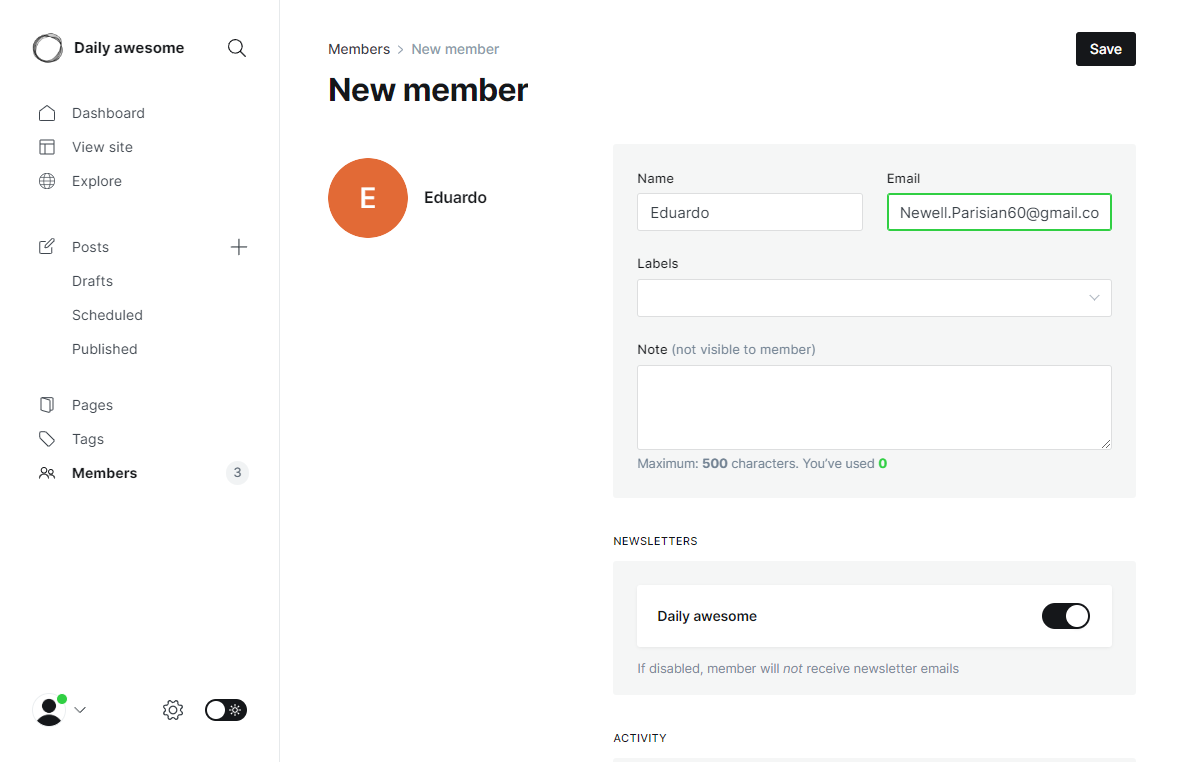 Daily awesome
Dashboard
View site
Explore
Posts
Drafts
Scheduled
Published
Pages
Tags
Members 3
Members > New member
Save
New member
E
Eduardo
Name Email
Eduardo Newell.Parisian60@gmail.co
Labels
Note (not visible to member)
Maximum: 500 characters. You've used 0
NEWSLETTERS
Daily awesome
If disabled, member will not receive newsletter emails
ACTIVITY